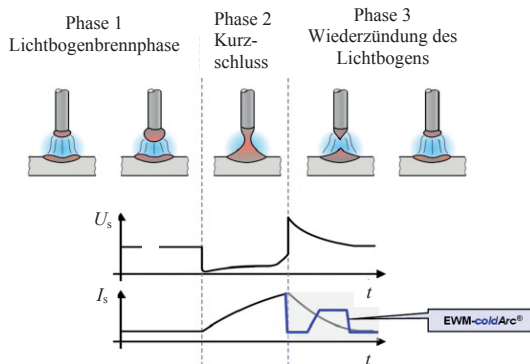 Phase 1
Lichtbogenbrennphase
Phase 2
Kurz-
schluss
Phase 3
Wiederzündung des
Lichtbogens
Us
t
Is
EWM-coldArc®
t